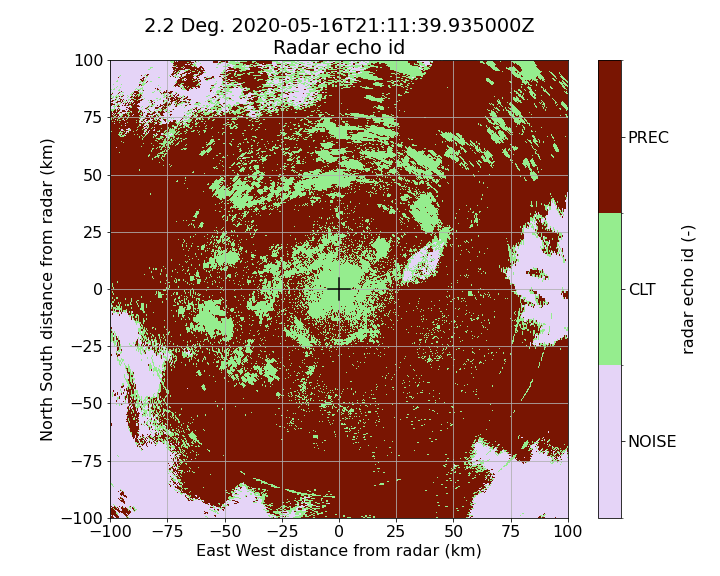 2.2 Deg. 2020-05-16T21:11:39.935000Z
Radar echo id
100
75
50
25
0
−25
−50
−75
−100
North South distance from radar (km)
−100 −75 −50 −25 0 25 50 75 100
East West distance from radar (km)
PREC
CLT
NOISE
radar echo id (-)